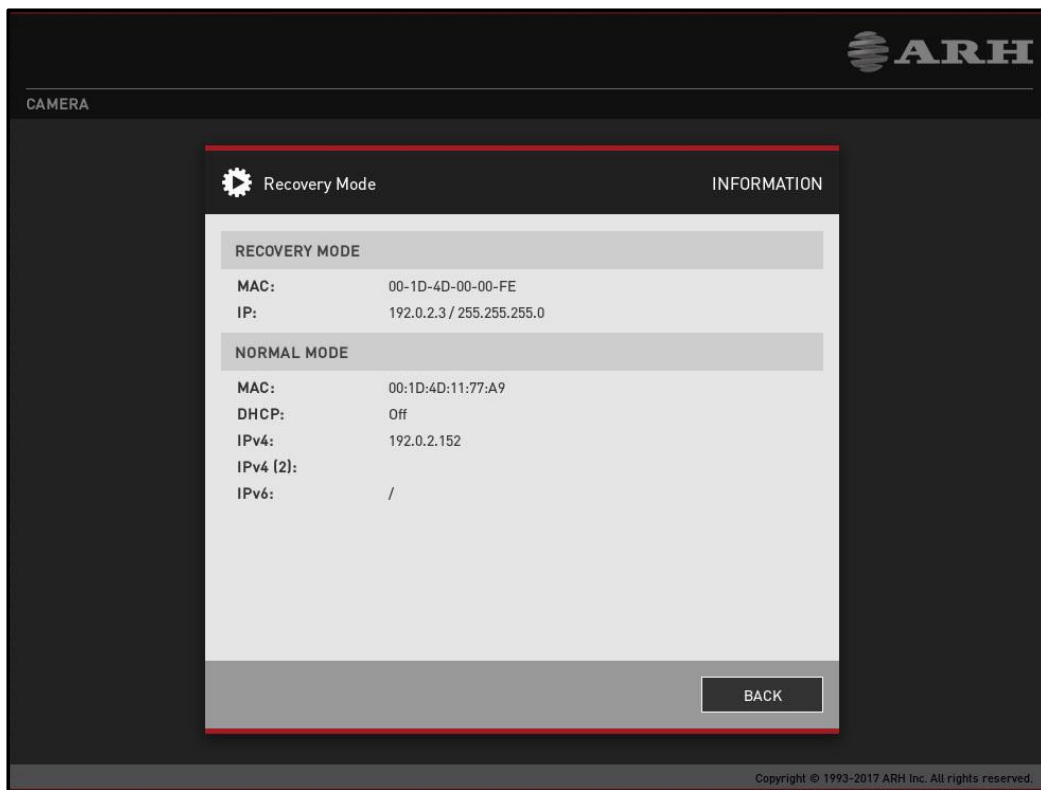 ARH
CAMERA
Recovery Mode INFORMATION
RECOVERY MODE
MAC: 00-1D-4D-00-00-FE
IP: 192.0.2.3 / 255.255.255.0
NORMAL MODE
MAC: 00:1D:4D:11:77:A9
DHCP: Off
IPv4: 192.0.2.152
IPv4 (2):
IPv6: /
BACK
Copyright © 1993-2017 ARH Inc. All rights reserved.